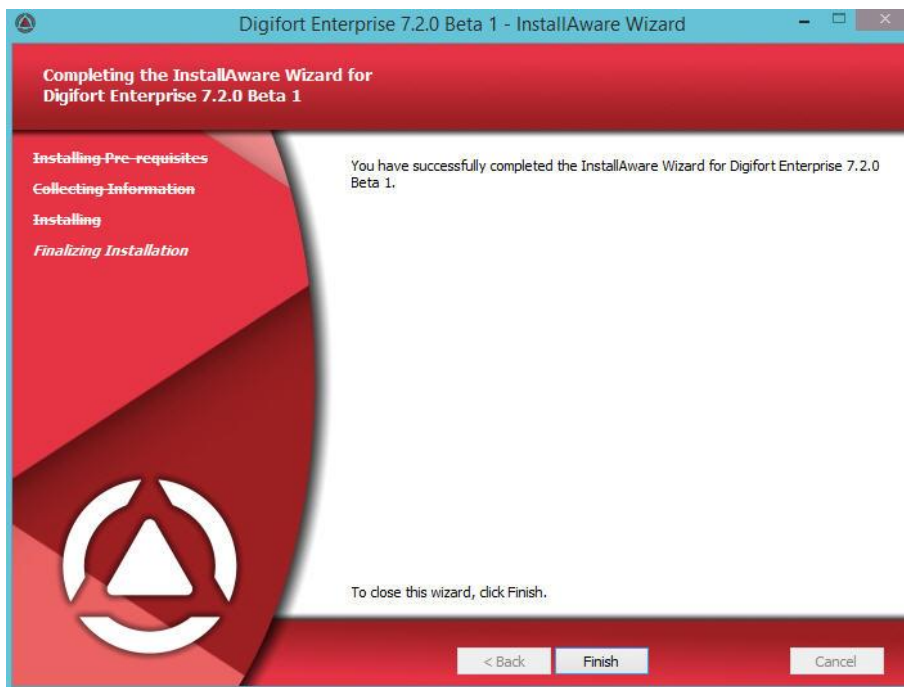 Digifort Enterprise 7.2.0 Beta 1 - InstallAware Wizard
Completing the InstallAware Wizard for
Digifort Enterprise 7.2.0 Beta 1
Installing Pre-requisites
Collecting Information
Installing
Finalizing Installation
You have successfully completed the InstallAware Wizard for Digifort Enterprise 7.2.0
Beta 1.
To close this wizard, click Finish.
< Back Finish Cancel